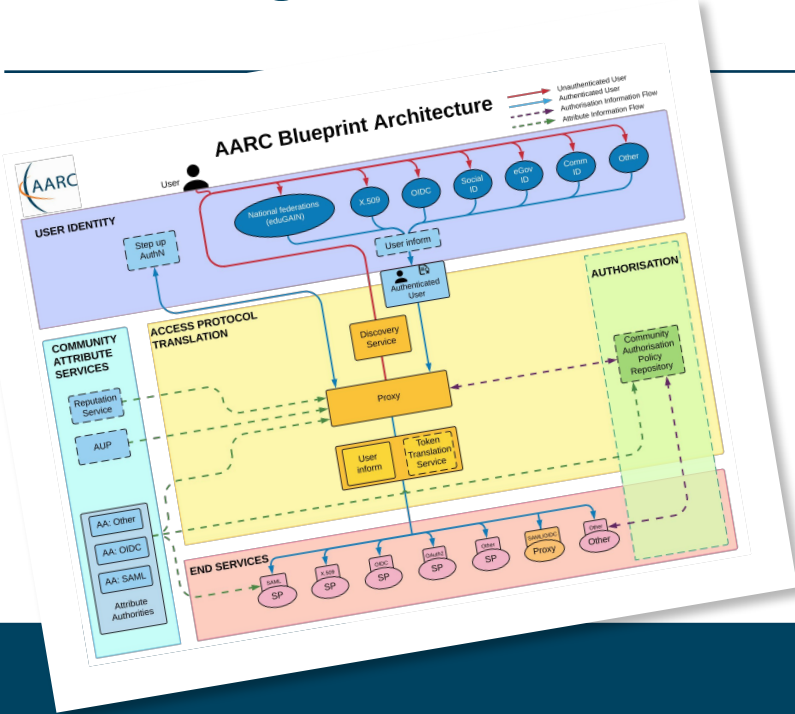 AARC Blueprint Architecture
Unauthenticated User
Authenticated User
Authorisation Information Flow
Attribute Information Flow
AARC
User
USER IDENTITY
National federations
(eduGAIN)
X.509
OIDC
Social
ID
eGov
ID
Comm
ID
Other
Step up
AuthN
User inform
Authenticated
User
AUTHORISATION
ACCESS PROTOCOL
TRANSLATION
Discovery
Service
Community
Authorisation
Policy
Repository
COMMUNITY
ATTRIBUTE
SERVICES
Reputation
Service
AUP
Proxy
User
inform
Token
Translation
Service
AA: Other
AA: OIDC
AA: SAML
Attribute
Authorities
END SERVICES
SAML
SP
X.509
SP
OIDC
SP
OAuth2
SP
Other
SP
SAML/OIDC
Proxy
Other
Other